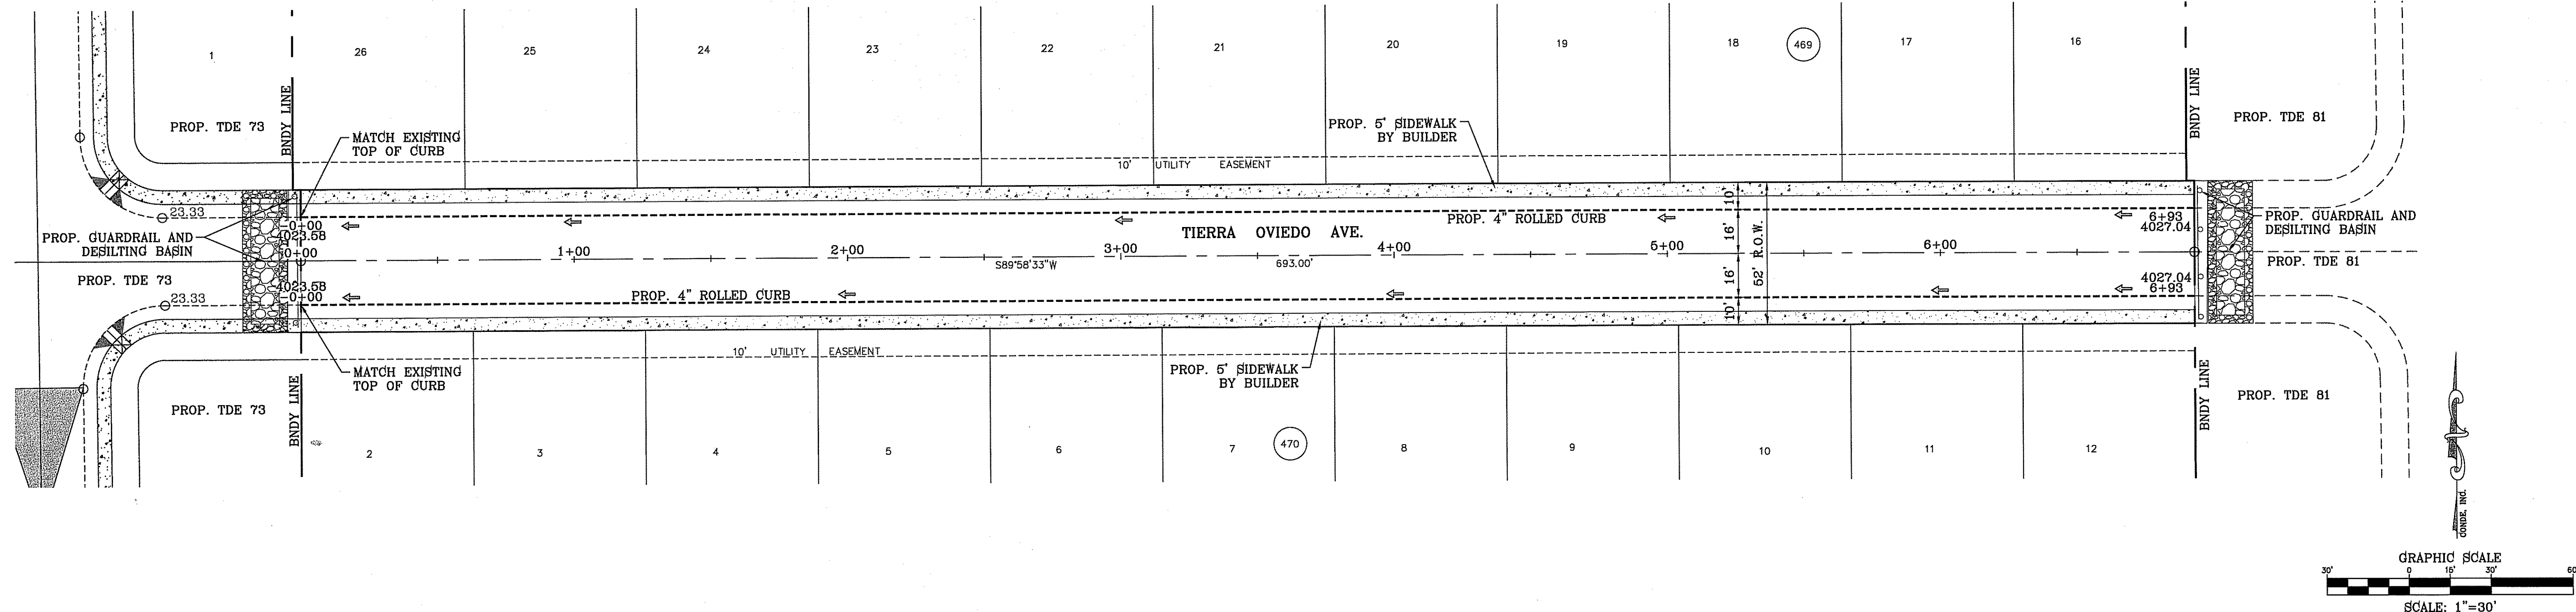 1
26
25
24
23
22
21
20
19
18
469
17
16
BNDY LINE
BNDY LINE
PROP. TDE 73
MATCH EXISTING
TOP OF CURB
PROP. 5' SIDEWALK
BY BUILDER
PROP. TDE 81
10' UTILITY EASEMENT
23.33
PROP. GUARDRAIL AND
DESILTING BASIN
-0+00
4023.58
0+00
PROP. 4" ROLLED CURB
10'
16'
52' R.O.W.
16'
10'
6+93
4027.04
PROP. GUARDRAIL AND
DESILTING BASIN
TIERRA OVIEDO AVE.
1+00
2+00
3+00
4+00
5+00
6+00
S89°58'33"W
693.00'
PROP. TDE 81
PROP. TDE 73
4023.58
-0+00
23.33
PROP. 4" ROLLED CURB
4027.04
6+93
10' UTILITY EASEMENT
MATCH EXISTING
TOP OF CURB
PROP. 5' SIDEWALK
BY BUILDER
BNDY LINE
BNDY LINE
PROP. TDE 73
PROP. TDE 81
2
3
4
5
6
7
470
8
9
10
11
12
CONDE, INC.
GRAPHIC SCALE
30' 0 15' 30' 60
SCALE: 1"=30'